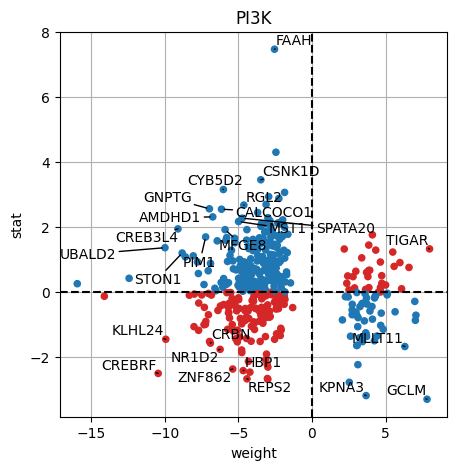 PI3K
8
FAAH
6
4
CSNK1D
CYB5D2
GNPTG
RGL2
AMDHD1
CALCOCO1
2
MST1
SPATA20
CREB3L4
MFGE8
TIGAR
UBALD2
PIM1
STON1
0
stat
KLHL24
CRBN
MLLT11
NR1D2
HBP1
−2
CREBRF
ZNF862
REPS2
KPNA3
GCLM
−15
−10
−5
0
5
weight